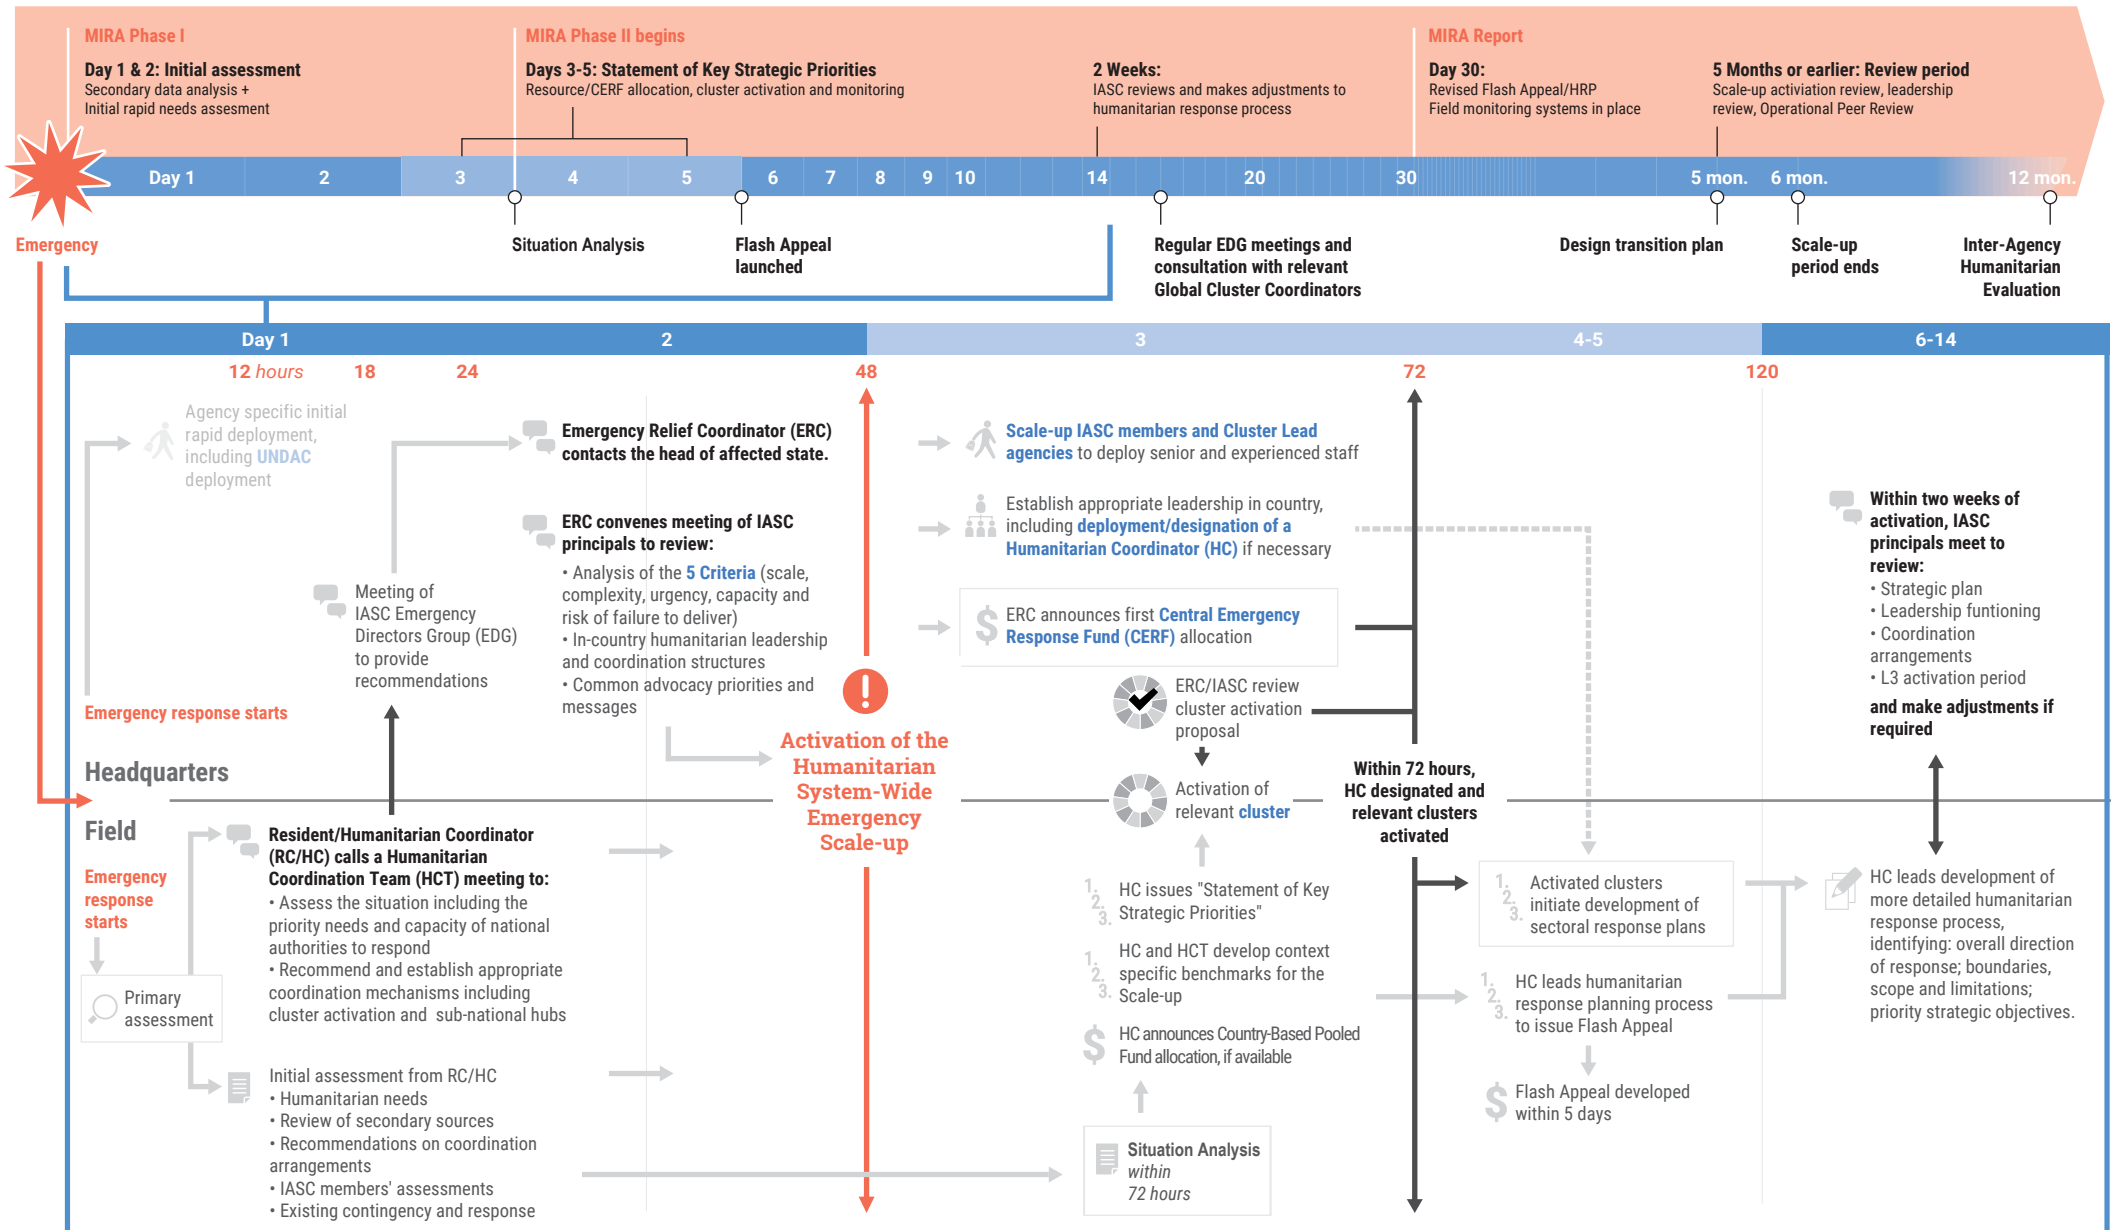 MIRA Phase I
Day 1 & 2: Initial assessment
Secondary data analysis +
Initial rapid needs assesment
MIRA Phase II begins
Days 3-5: Statement of Key Strategic Priorities
Resource/CERF allocation, cluster activation and monitoring
2 Weeks:
IASC reviews and makes adjustments to
humanitarian response process
MIRA Report
Day 30:
Revised Flash Appeal/HRP
Field monitoring systems in place
5 Months or earlier: Review period
Scale-up activiation review, leadership
review, Operational Peer Review
Day 1 2 3 4 5 6 7 8 9 10 14 20 30 5 mon. 6 mon. 12 mon.
Emergency
Situation Analysis
Flash Appeal
launched
Regular EDG meetings and
consultation with relevant
Global Cluster Coordinators
Design transition plan
Scale-up
period ends
Inter-Agency
Humanitarian
Evaluation
Day 1 2 3 4-5 6-14
12 hours 18 24 48 72 120
Agency specific initial
rapid deployment,
including UNDAC
deployment
Emergency response starts
Meeting of
IASC Emergency
Directors Group (EDG)
to provide
recommendations
Emergency Relief Coordinator (ERC)
contacts the head of affected state.
ERC convenes meeting of IASC
principals to review:
• Analysis of the 5 Criteria (scale,
complexity, urgency, capacity and
risk of failure to deliver)
• In-country humanitarian leadership
and coordination structures
• Common advocacy priorities and
messages
Activation of the
Humanitarian
System-Wide
Emergency
Scale-up
Scale-up IASC members and Cluster Lead
agencies to deploy senior and experienced staff
Establish appropriate leadership in country,
including deployment/designation of a
Humanitarian Coordinator (HC) if necessary
$ ERC announces first Central Emergency
Response Fund (CERF) allocation
ERC/IASC review
cluster activation
proposal
Activation of
relevant cluster
Within 72 hours,
HC designated and
relevant clusters
activated
Within two weeks of
activation, IASC
principals meet to
review:
• Strategic plan
• Leadership funtioning
• Coordination
arrangements
• L3 activation period
and make adjustments if
required
Headquarters
Field
Emergency
response
starts
Primary
assessment
Resident/Humanitarian Coordinator
(RC/HC) calls a Humanitarian
Coordination Team (HCT) meeting to:
• Assess the situation including the
priority needs and capacity of national
authorities to respond
• Recommend and establish appropriate
coordination mechanisms including
cluster activation and sub-national hubs
Initial assessment from RC/HC
• Humanitarian needs
• Review of secondary sources
• Recommendations on coordination
arrangements
• IASC members' assessments
• Existing contingency and response
1. 2. 3. HC issues "Statement of Key
Strategic Priorities"
1. 2. 3. HC and HCT develop context
specific benchmarks for the
Scale-up
$ HC announces Country-Based Pooled
Fund allocation, if available
Situation Analysis
within
72 hours
1. 2. 3. Activated clusters
initiate development of
sectoral response plans
1. 2. 3. HC leads humanitarian
response planning process
to issue Flash Appeal
$ Flash Appeal developed
within 5 days
HC leads development of
more detailed humanitarian
response process,
identifying: overall direction
of response; boundaries,
scope and limitations;
priority strategic objectives.